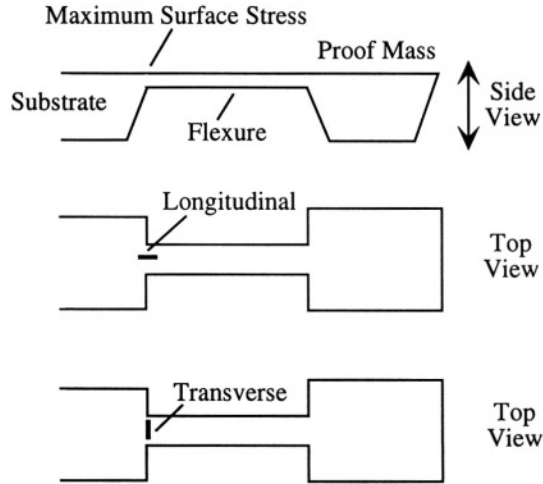 Maximum Surface Stress
Proof Mass
Substrate
Flexure
Side
View
Longitudinal
Top
View
Transverse
Top
View